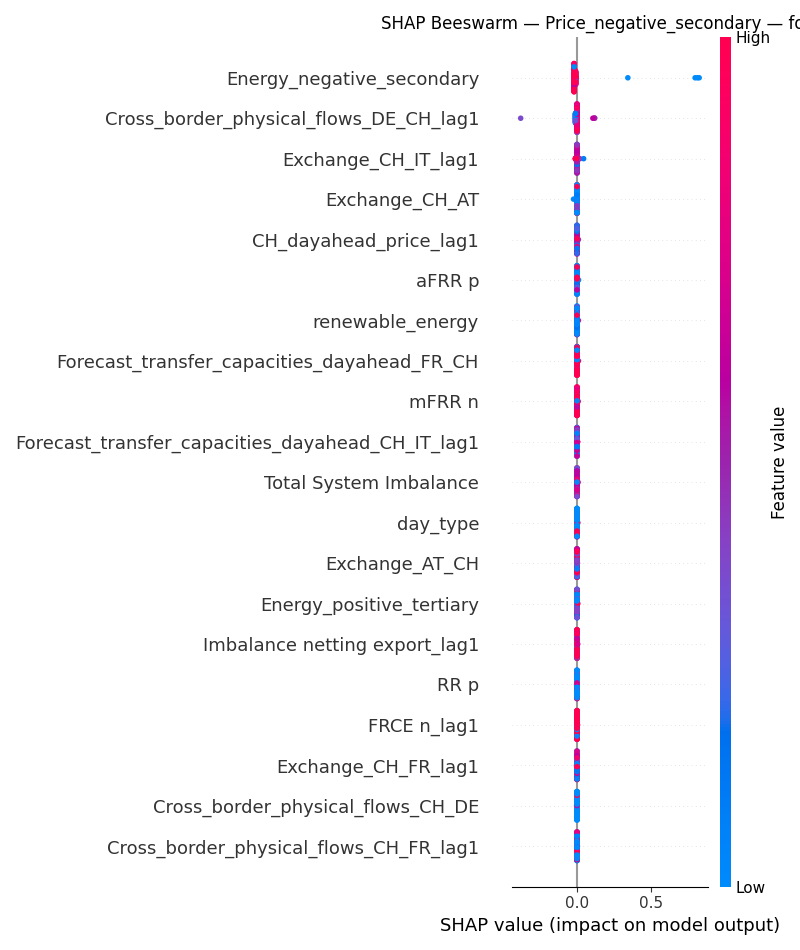 SHAP Beeswarm — Price_negative_secondary — fo
High
Energy_negative_secondary
Cross_border_physical_flows_DE_CH_lag1
Exchange_CH_IT_lag1
Exchange_CH_AT
CH_dayahead_price_lag1
aFRR p
renewable_energy
Forecast_transfer_capacities_dayahead_FR_CH
mFRR n
Forecast_transfer_capacities_dayahead_CH_IT_lag1
Total System Imbalance
day_type
Exchange_AT_CH
Energy_positive_tertiary
Imbalance netting export_lag1
RR p
FRCE n_lag1
Exchange_CH_FR_lag1
Cross_border_physical_flows_CH_DE
Cross_border_physical_flows_CH_FR_lag1
Feature value
Low
0.0 0.5
SHAP value (impact on model output)